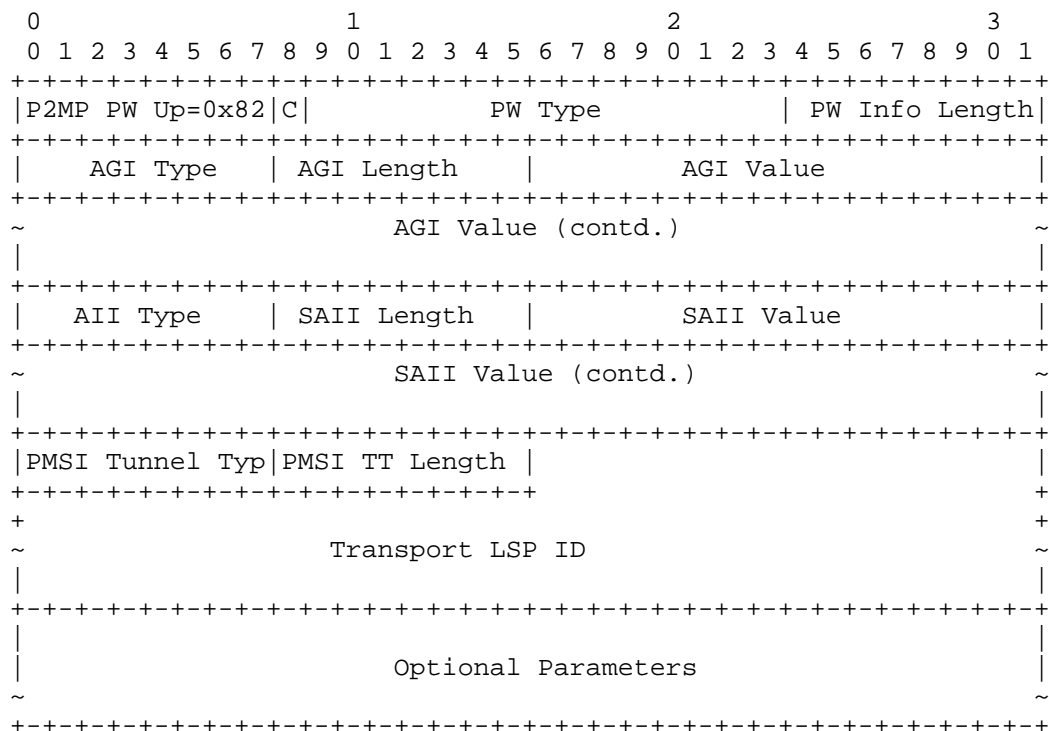 0 1 2 3
0 1 2 3 4 5 6 7 8 9 0 1 2 3 4 5 6 7 8 9 0 1 2 3 4 5 6 7 8 9 0 1
+-+-+-+-+-+-+-+-+-+-+-+-+-+-+-+-+-+-+-+-+-+-+-+-+-+-+-+-+-+-+-+-+
|P2MP PW Up=0x82|C| PW Type | PW Info Length|
+-+-+-+-+-+-+-+-+-+-+-+-+-+-+-+-+-+-+-+-+-+-+-+-+-+-+-+-+-+-+-+-+
| AGI Type | AGI Length | AGI Value |
+-+-+-+-+-+-+-+-+-+-+-+-+-+-+-+-+-+-+-+-+-+-+-+-+-+-+-+-+-+-+-+-+
~ AGI Value (contd.) ~
| |
+-+-+-+-+-+-+-+-+-+-+-+-+-+-+-+-+-+-+-+-+-+-+-+-+-+-+-+-+-+-+-+-+
| AII Type | SAII Length | SAII Value |
+-+-+-+-+-+-+-+-+-+-+-+-+-+-+-+-+-+-+-+-+-+-+-+-+-+-+-+-+-+-+-+-+
~ SAII Value (contd.) ~
| |
+-+-+-+-+-+-+-+-+-+-+-+-+-+-+-+-+-+-+-+-+-+-+-+-+-+-+-+-+-+-+-+-+
|PMSI Tunnel Typ|PMSI TT Length | |
+-+-+-+-+-+-+-+-+-+-+-+-+-+-+-+-+ +
+ +
~ Transport LSP ID ~
| |
+-+-+-+-+-+-+-+-+-+-+-+-+-+-+-+-+-+-+-+-+-+-+-+-+-+-+-+-+-+-+-+-+
| |
| Optional Parameters |
~ ~
+-+-+-+-+-+-+-+-+-+-+-+-+-+-+-+-+-+-+-+-+-+-+-+-+-+-+-+-+-+-+-+-+